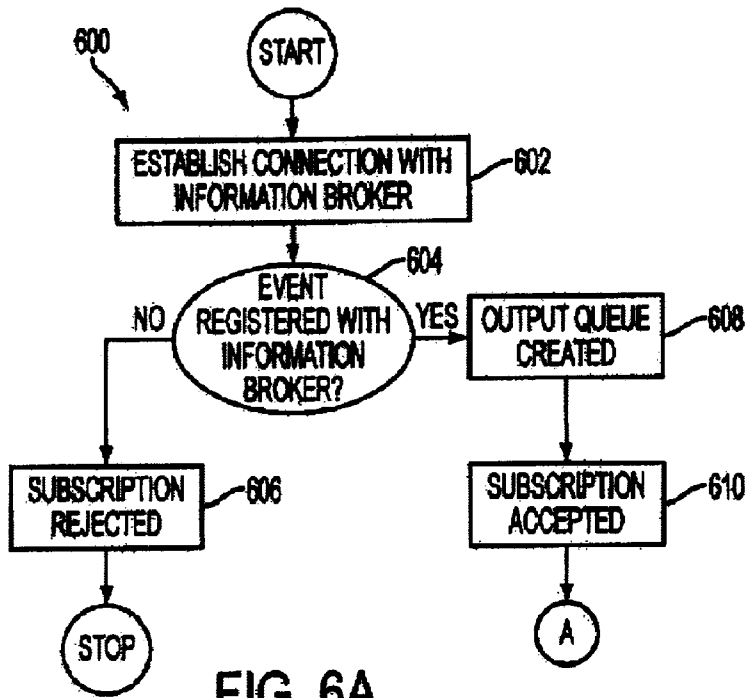 600
START
ESTABLISH CONNECTION WITH
INFORMATION BROKER
602
604
EVENT
REGISTERED WITH
INFORMATION
BROKER?
NO
YES
OUTPUT QUEUE
CREATED
608
SUBSCRIPTION
REJECTED
606
SUBSCRIPTION
ACCEPTED
610
STOP
A
FIG. 6A